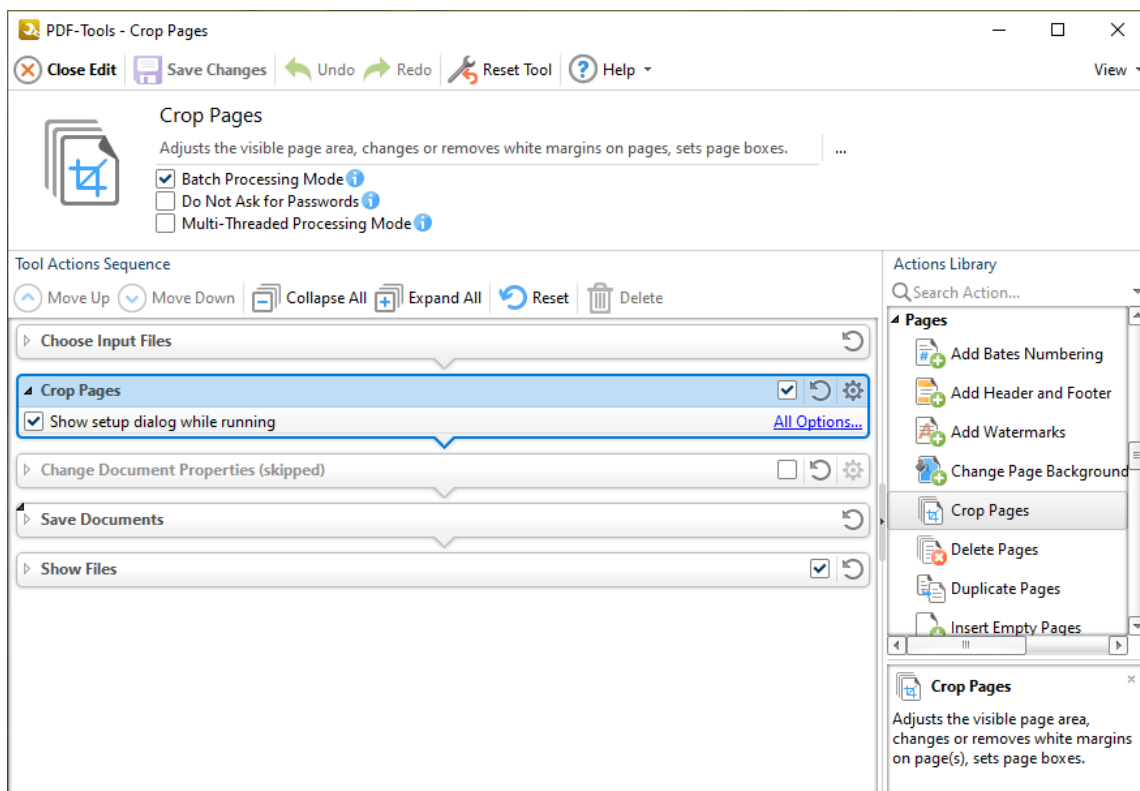 PDF-Tools - Crop Pages
Close Edit Save Changes Undo Redo Reset Tool Help View
Crop Pages
Adjusts the visible page area, changes or removes white margins on pages, sets page boxes. ...
Batch Processing Mode
Do Not Ask for Passwords
Multi-Threaded Processing Mode
Tool Actions Sequence
Move Up Move Down Collapse All Expand All Reset Delete
Choose Input Files
Crop Pages
Show setup dialog while running All Options...
Change Document Properties (skipped)
Save Documents
Show Files
Actions Library
Search Action...
Pages
Add Bates Numbering
Add Header and Footer
Add Watermarks
Change Page Background
Crop Pages
Delete Pages
Duplicate Pages
Insert Empty Pages
Crop Pages
Adjusts the visible page area,
changes or removes white margins
on page(s), sets page boxes.